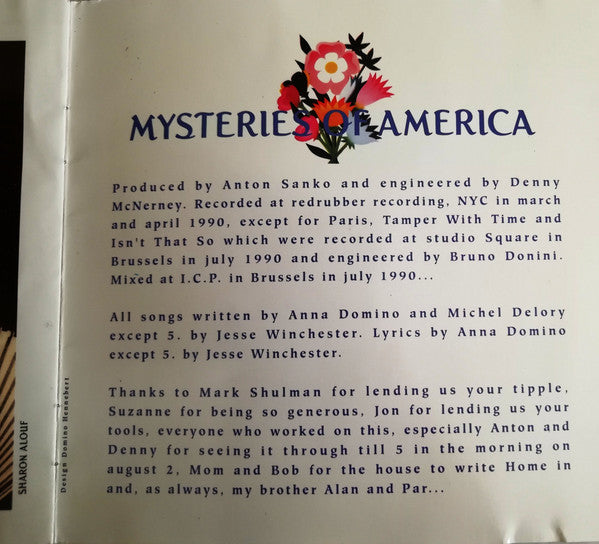 MYSTERIES OF AMERICA
Produced by Anton Sanko and engineered by Denny
McNerney. Recorded at redrubber recording, NYC in march
and april 1990, except for Paris, Tamper With Time and
Isn't That So which were recorded at studio Square in
Brussels in july 1990 and engineered by Bruno Donini.
Mixed at I.C.P. in Brussels in july 1990...
All songs written by Anna Domino and Michel Delory
except 5. by Jesse Winchester. Lyrics by Anna Domino
except 5. by Jesse Winchester.
Thanks to Mark Shulman for lending us your tipple,
Suzanne for being so generous, Jon for lending us your
tools, everyone who worked on this, especially Anton and
Denny for seeing it through till 5 in the morning on
august 2, Mom and Bob for the house to write Home in
and, as always, my brother Alan and Par...
SHARON ALOUF
Design Domino Hennebert